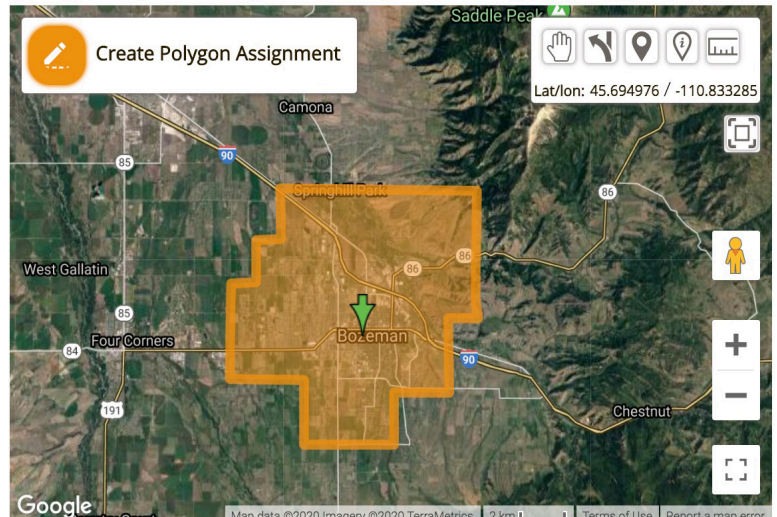 Create Polygon Assignment
Saddle Peak
Lat/lon: 45.694976 / -110.833285
Camona
85
90
Springhill Park
86
West Gallatin
86
86
85
Four Corners
84
Bozeman
90
191
Chestnut
Google
Map data ©2020 Imagery ©2020 TerraMetrics
2 km
Terms of Use
Report a map error